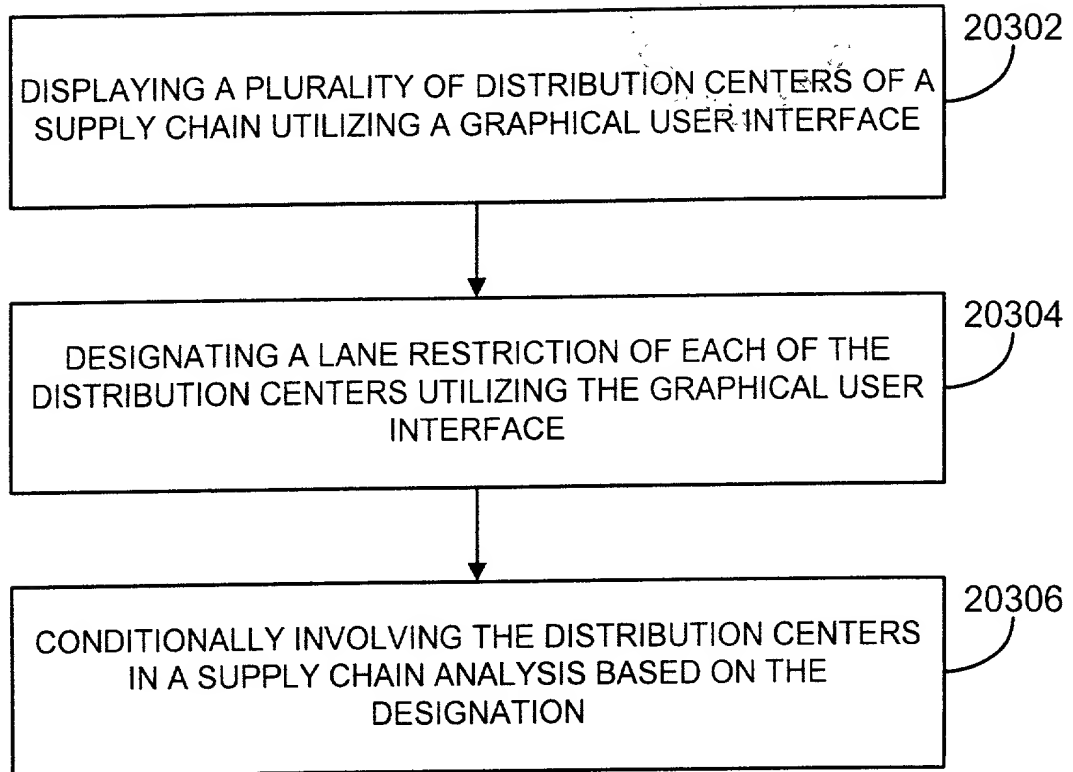 20302
DISPLAYING A PLURALITY OF DISTRIBUTION CENTERS OF A
SUPPLY CHAIN UTILIZING A GRAPHICAL USER INTERFACE
20304
DESIGNATING A LANE RESTRICTION OF EACH OF THE
DISTRIBUTION CENTERS UTILIZING THE GRAPHICAL USER
INTERFACE
20306
CONDITIONALLY INVOLVING THE DISTRIBUTION CENTERS
IN A SUPPLY CHAIN ANALYSIS BASED ON THE
DESIGNATION